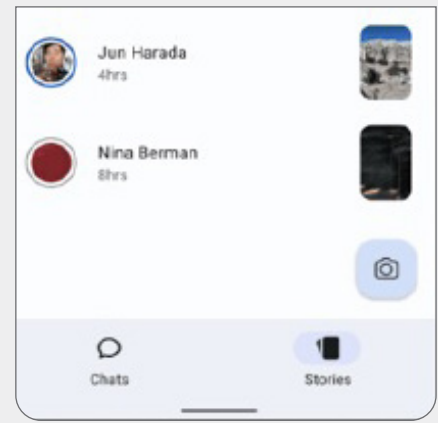 Jun Harada
4hrs
Nina Berman
8hrs
Chats
Stories